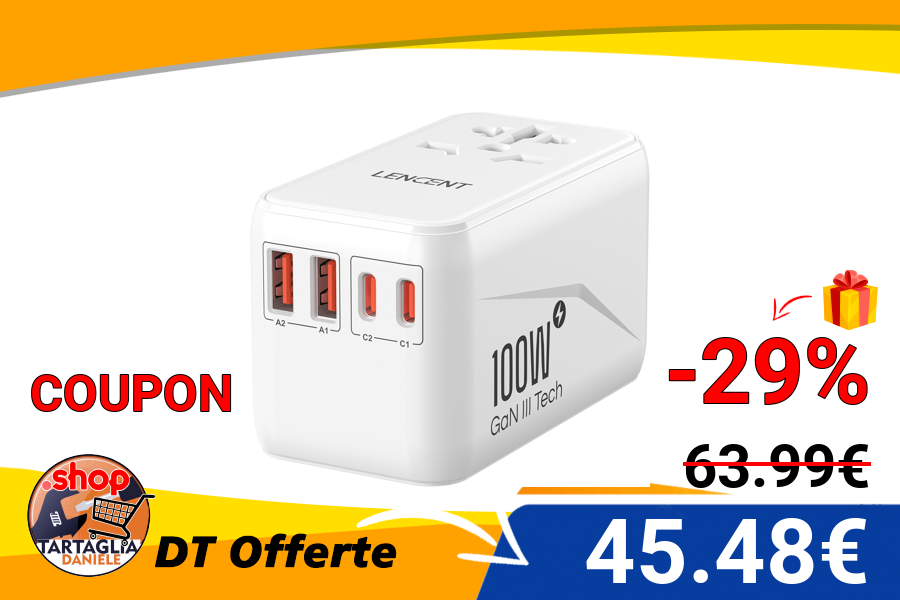 LENCENT
A2
A1
C2
C1
100W
GaN III Tech
-29%
COUPON
63.99€
.shop
TARTAGLIA
DANIELE
DT Offerte
45.48€